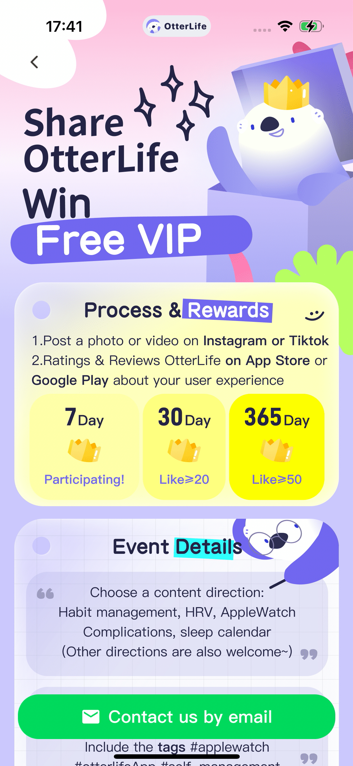 17:41
OtterLife
Share
OtterLife
Win
Free VIP
Process & Rewards
1.Post a photo or video on Instagram or Tiktok
2.Ratings & Reviews OtterLife on App Store or
Google Play about your user experience
7Day
30Day
365Day
Participating!
Like⩾20
Like⩾50
Event Details
“
Choose a content direction:
Habit management, HRV, AppleWatch
Complications, sleep calendar
(Other directions are also welcome~)
”
Contact us by email
Include the tags #applewatch
#otterlifeApp #self-management